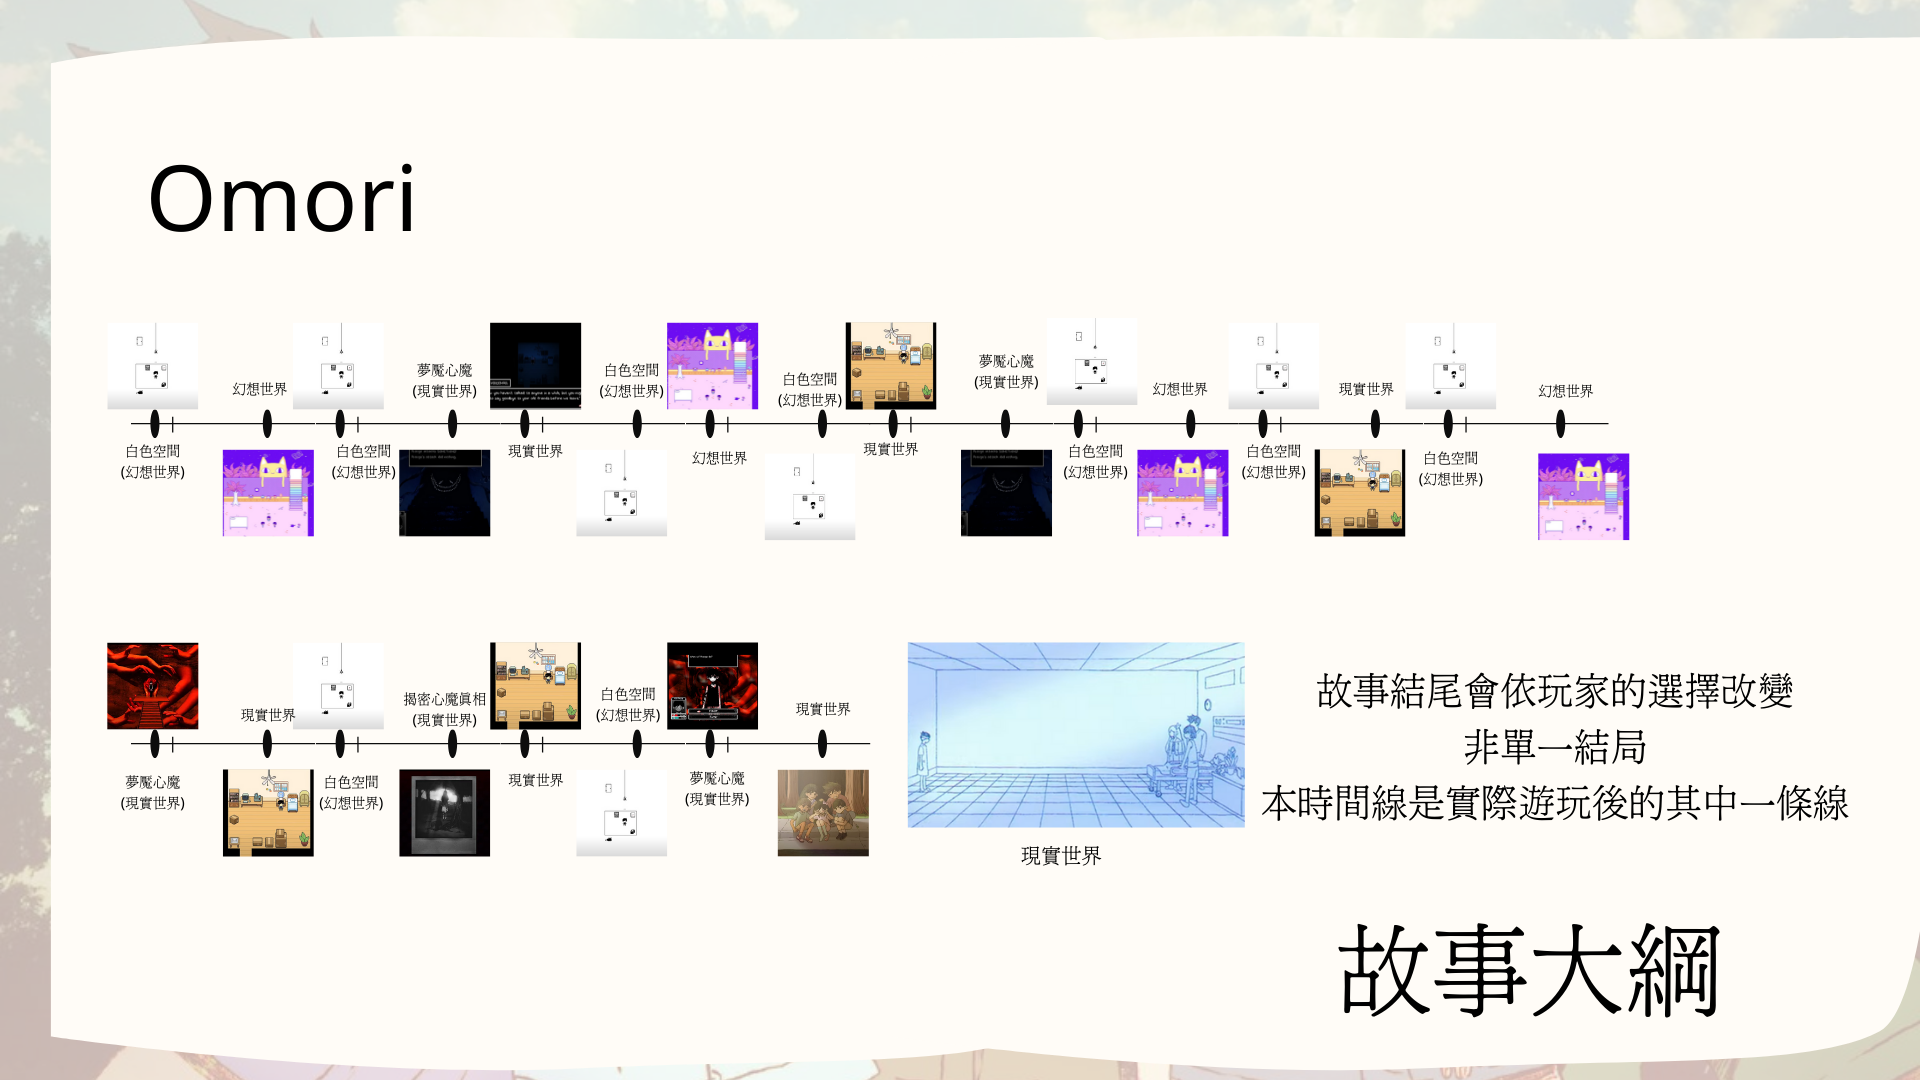 Omori
白色空間
(幻想世界)
幻想世界
白色空間
(幻想世界)
夢魘心魔
(現實世界)
現實世界
白色空間
(幻想世界)
幻想世界
白色空間
(幻想世界)
現實世界
夢魘心魔
(現實世界)
白色空間
(幻想世界)
幻想世界
白色空間
(幻想世界)
現實世界
白色空間
(幻想世界)
幻想世界
夢魘心魔
(現實世界)
現實世界
白色空間
(幻想世界)
揭密心魔真相
(現實世界)
現實世界
白色空間
(幻想世界)
夢魘心魔
(現實世界)
現實世界
現實世界
故事結尾會依玩家的選擇改變
非單一結局
本時間線是實際遊玩後的其中一條線
故事大綱